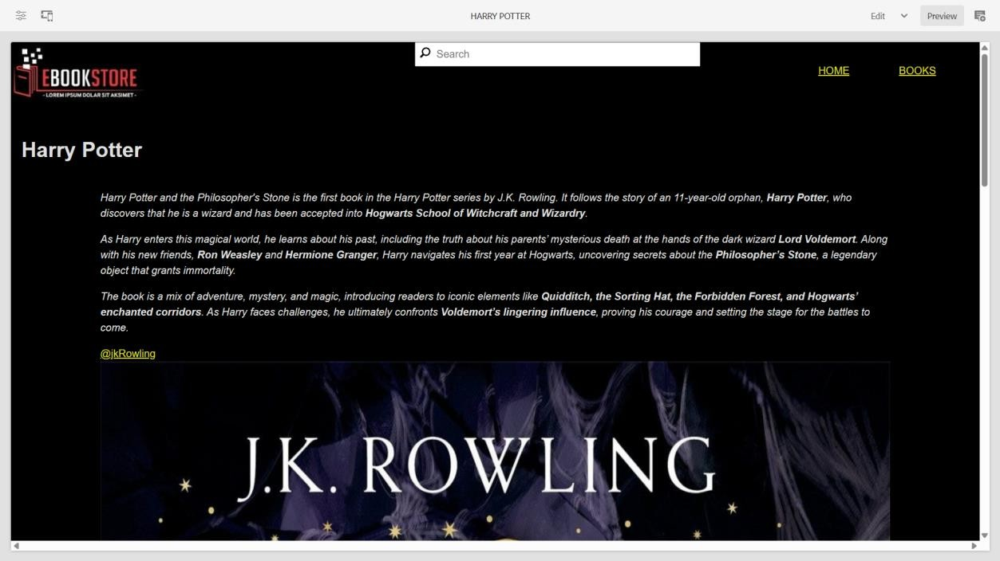 HARRY POTTER
Edit
Preview
EBOOKSTORE
- LOREM IPSUM DOLAR SIT AKSIMET -
Search
HOME
BOOKS
Harry Potter
Harry Potter and the Philosopher's Stone is the first book in the Harry Potter series by J.K. Rowling. It follows the story of an 11-year-old orphan, Harry Potter, who
discovers that he is a wizard and has been accepted into Hogwarts School of Witchcraft and Wizardry.
As Harry enters this magical world, he learns about his past, including the truth about his parents’ mysterious death at the hands of the dark wizard Lord Voldemort. Along
with his new friends, Ron Weasley and Hermione Granger, Harry navigates his first year at Hogwarts, uncovering secrets about the Philosopher’s Stone, a legendary
object that grants immortality.
The book is a mix of adventure, mystery, and magic, introducing readers to iconic elements like Quidditch, the Sorting Hat, the Forbidden Forest, and Hogwarts’
enchanted corridors. As Harry faces challenges, he ultimately confronts Voldemort’s lingering influence, proving his courage and setting the stage for the battles to
come.
@jkRowling
J.K. ROWLING